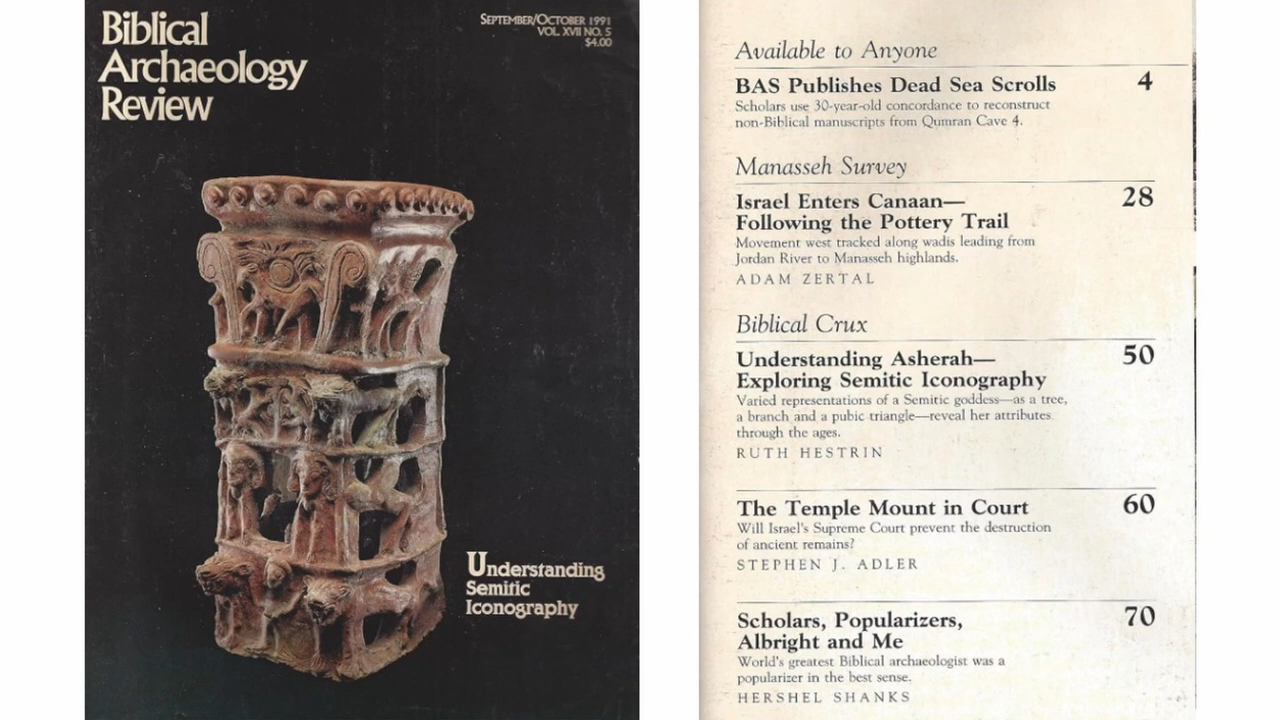 Biblical
Archaeology
Review
SEPTEMBER/OCTOBER 1991
VOL. XVII NO. 5
$4.00
Understanding
Semitic
Iconography
Available to Anyone
BAS Publishes Dead Sea Scrolls 4
Scholars use 30-year-old concordance to reconstruct
non-Biblical manuscripts from Qumran Cave 4.
Manasseh Survey
Israel Enters Canaan— 28
Following the Pottery Trail
Movement west tracked along wadis leading from
Jordan River to Manasseh highlands.
ADAM ZERTAL
Biblical Crux
Understanding Asherah— 50
Exploring Semitic Iconography
Varied representations of a Semitic goddess—as a tree,
a branch and a pubic triangle—reveal her attributes
through the ages.
RUTH HESTRIN
The Temple Mount in Court 60
Will Israel's Supreme Court prevent the destruction
of ancient remains?
STEPHEN J. ADLER
Scholars, Popularizers, 70
Albright and Me
World's greatest Biblical archaeologist was a
popularizer in the best sense.
HERSHEL SHANKS